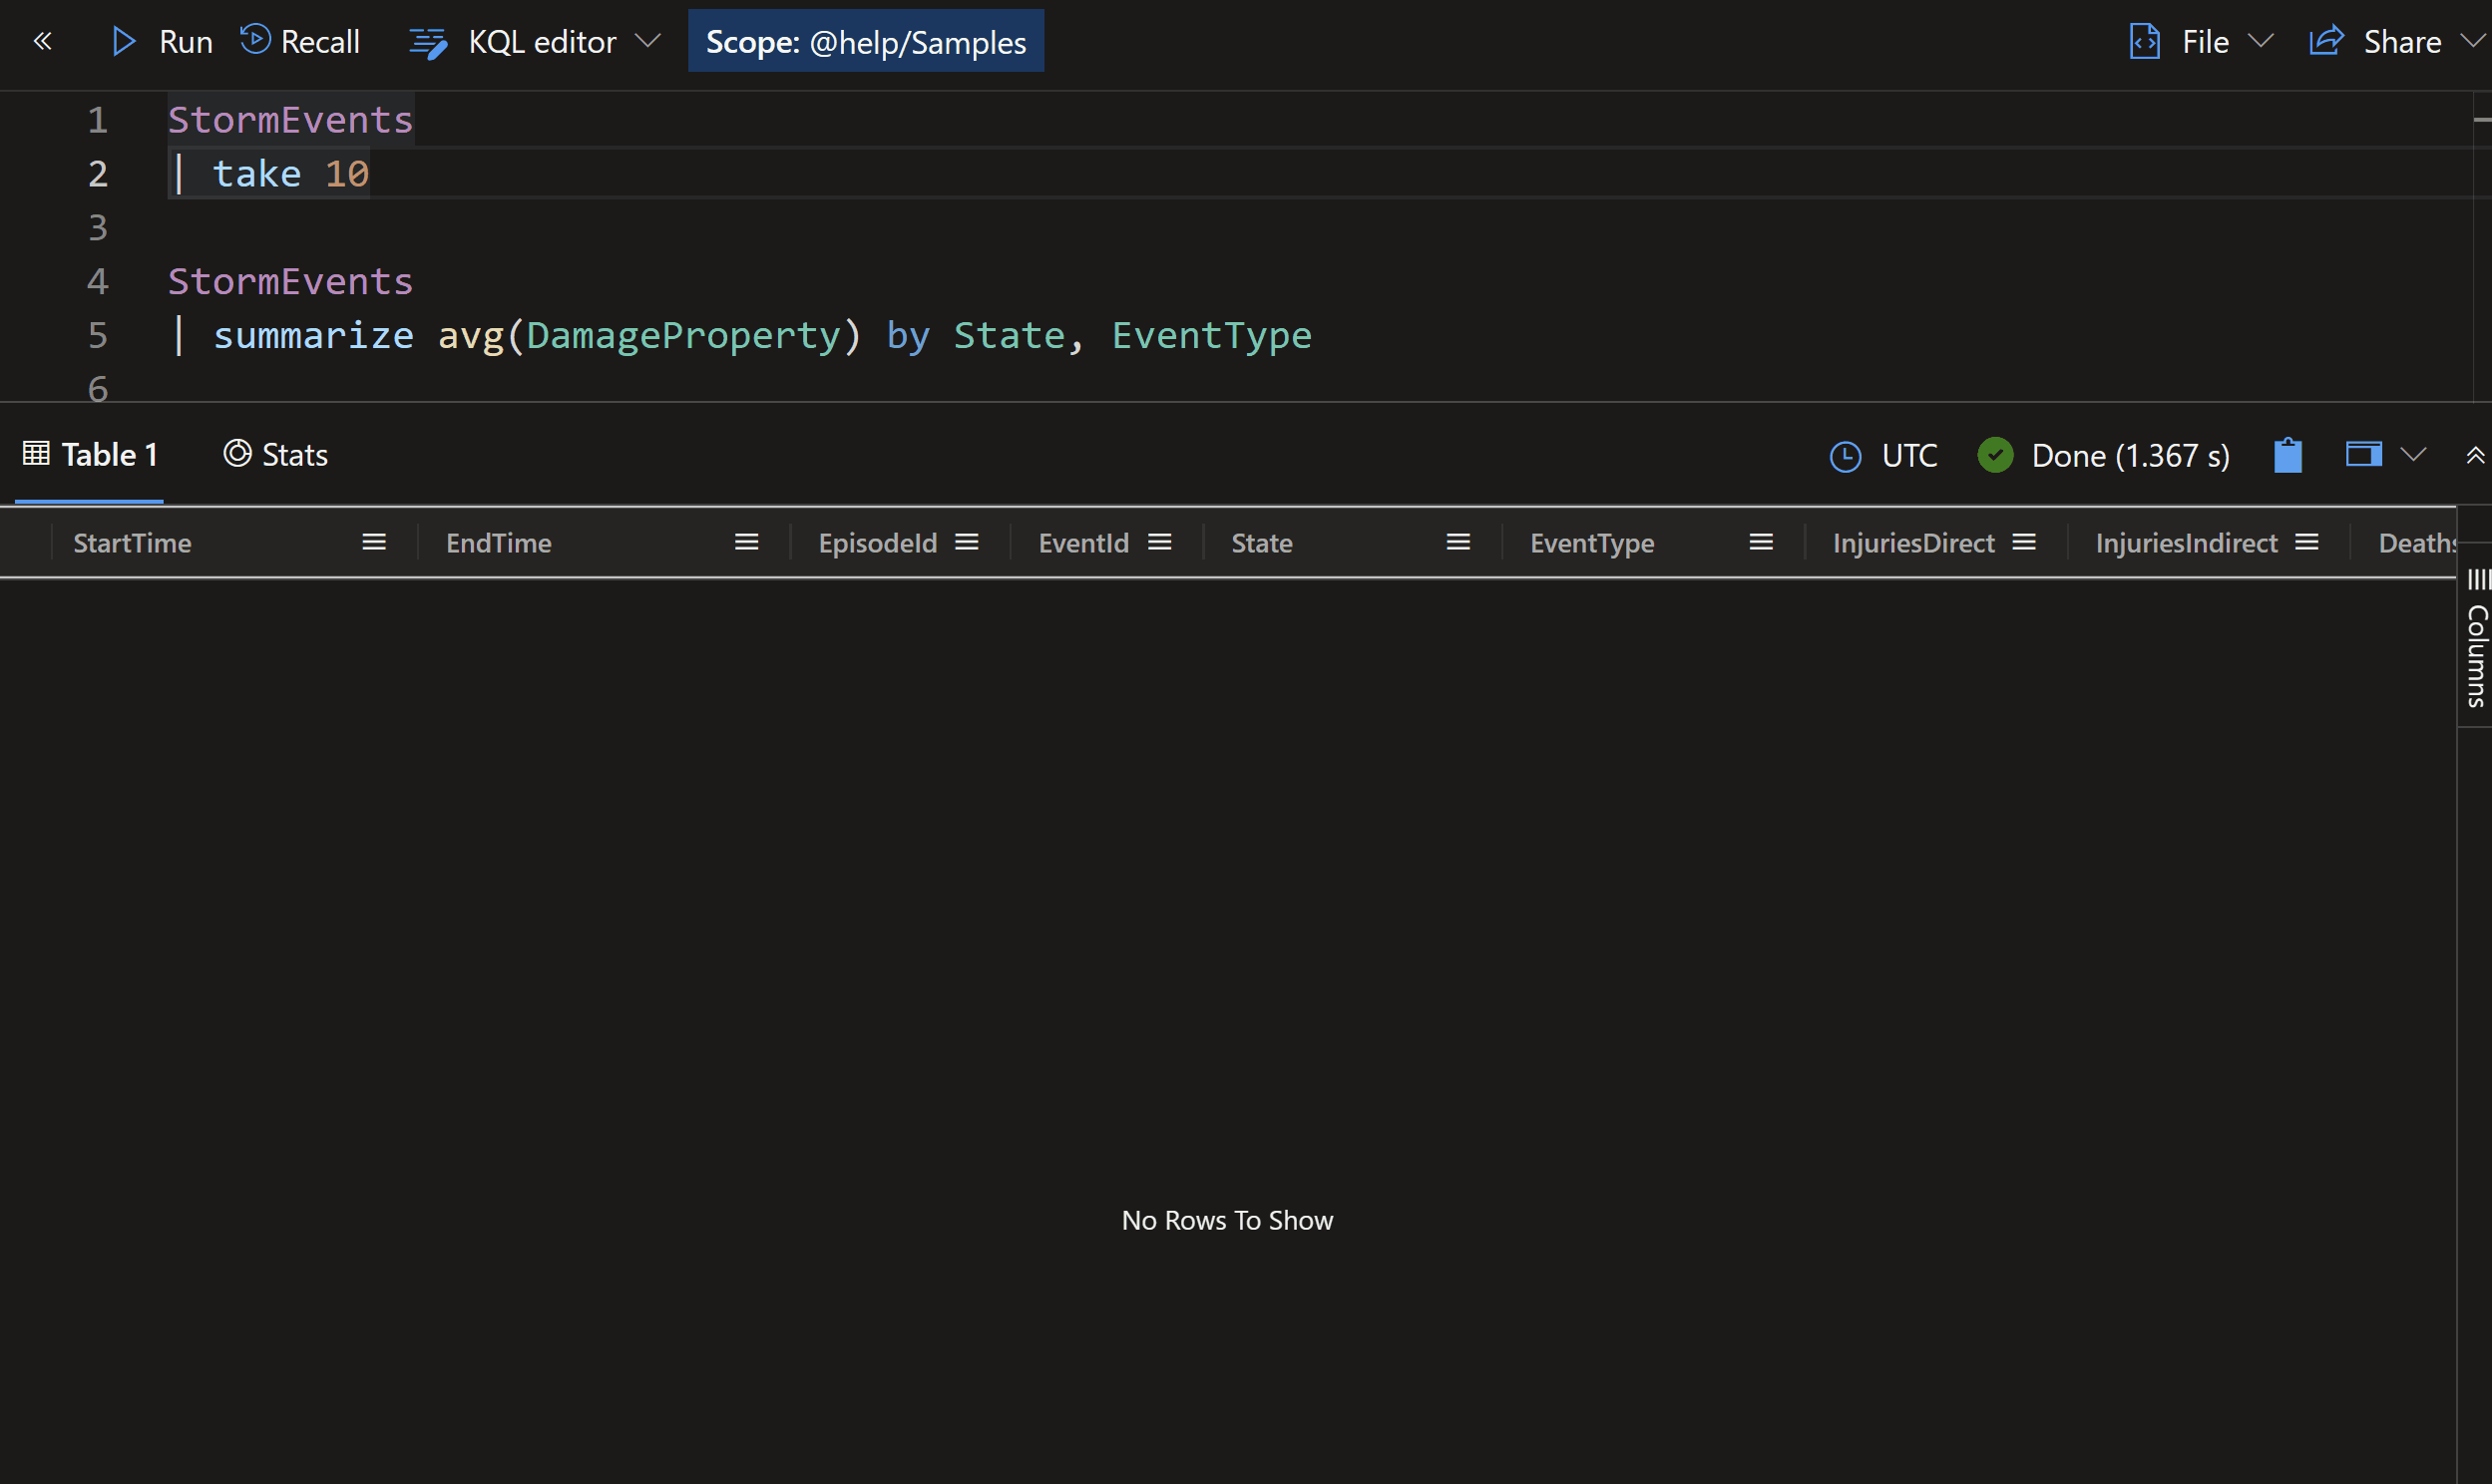 Run Recall KQL editor Scope: @help/Samples File Share
1 StormEvents
2 | take 10
3
4 StormEvents
5 | summarize avg(DamageProperty) by State, EventType
6
Table 1 Stats UTC Done (1.367 s)
StartTime EndTime EpisodeId EventId State EventType InjuriesDirect InjuriesIndirect Deaths
Columns
No Rows To Show